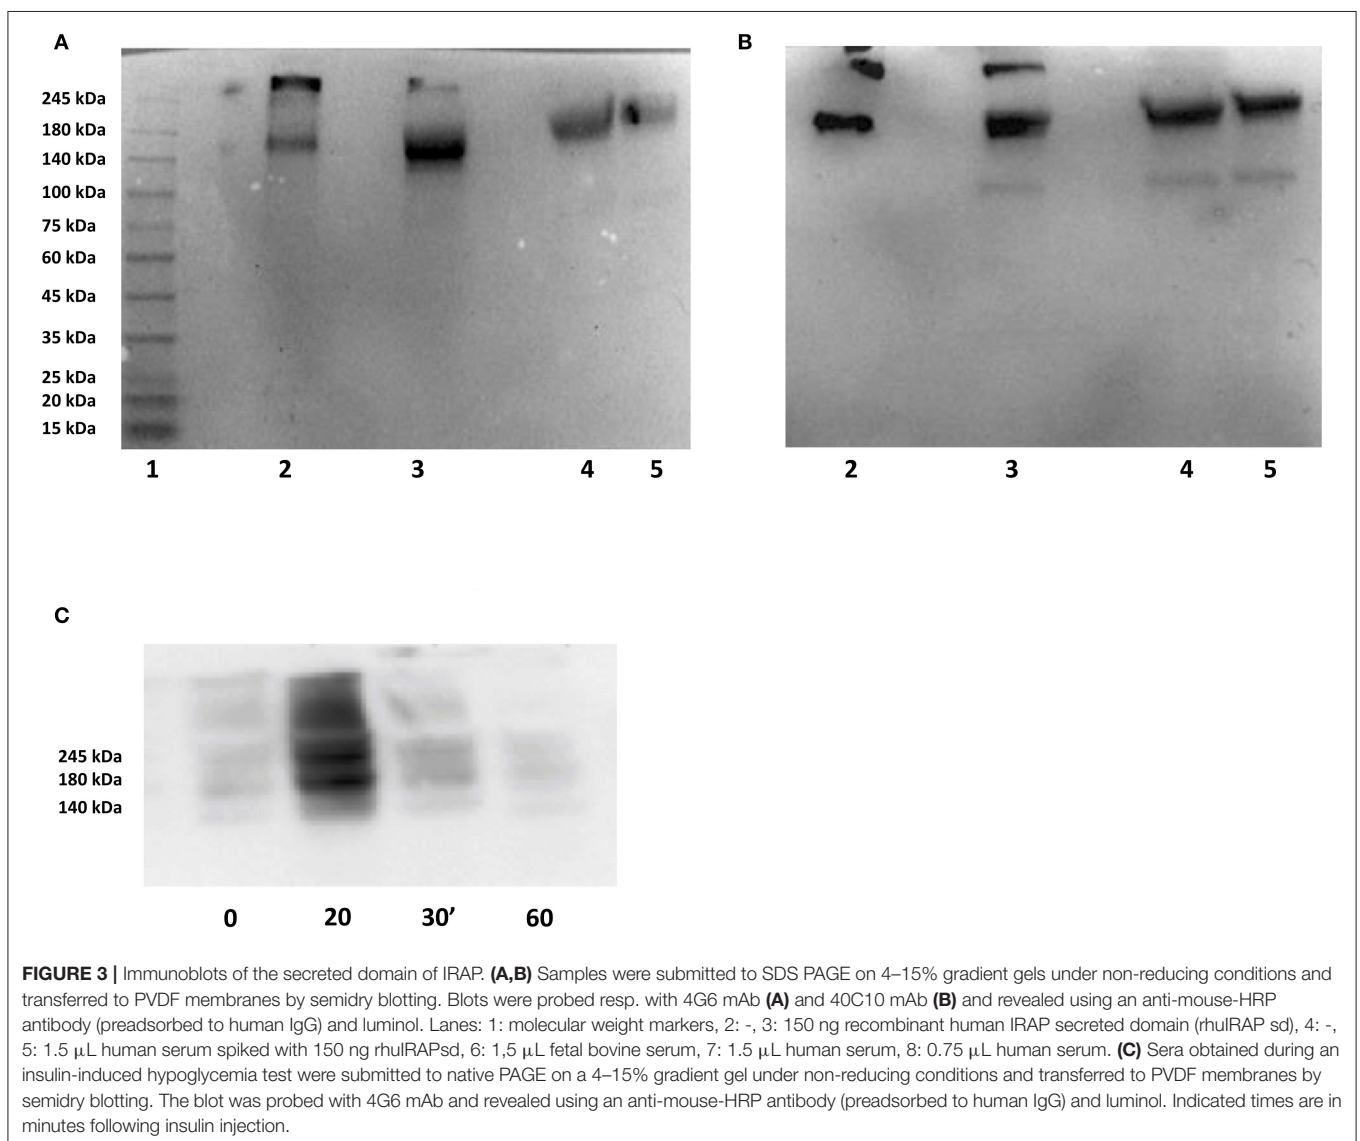 A
B
245 kDa
180 kDa
140 kDa
100 kDa
75 kDa
60 kDa
45 kDa
35 kDa
25 kDa
20 kDa
15 kDa
1 2 3 4 5
2 3 4 5
C
245 kDa
180 kDa
140 kDa
0 20 30’ 60
FIGURE 3 | Immunoblots of the secreted domain of IRAP. (A,B) Samples were submitted to SDS PAGE on 4–15% gradient gels under non-reducing conditions and
transferred to PVDF membranes by semidry blotting. Blots were probed resp. with 4G6 mAb (A) and 40C10 mAb (B) and revealed using an anti-mouse-HRP
antibody (preadsorbed to human IgG) and luminol. Lanes: 1: molecular weight markers, 2: -, 3: 150 ng recombinant human IRAP secreted domain (rhuIRAP sd), 4: -,
5: 1.5 μL human serum spiked with 150 ng rhuIRAPsd, 6: 1,5 μL fetal bovine serum, 7: 1.5 μL human serum, 8: 0.75 μL human serum. (C) Sera obtained during an
insulin-induced hypoglycemia test were submitted to native PAGE on a 4–15% gradient gel under non-reducing conditions and transferred to PVDF membranes by
semidry blotting. The blot was probed with 4G6 mAb and revealed using an anti-mouse-HRP antibody (preadsorbed to human IgG) and luminol. Indicated times are in
minutes following insulin injection.